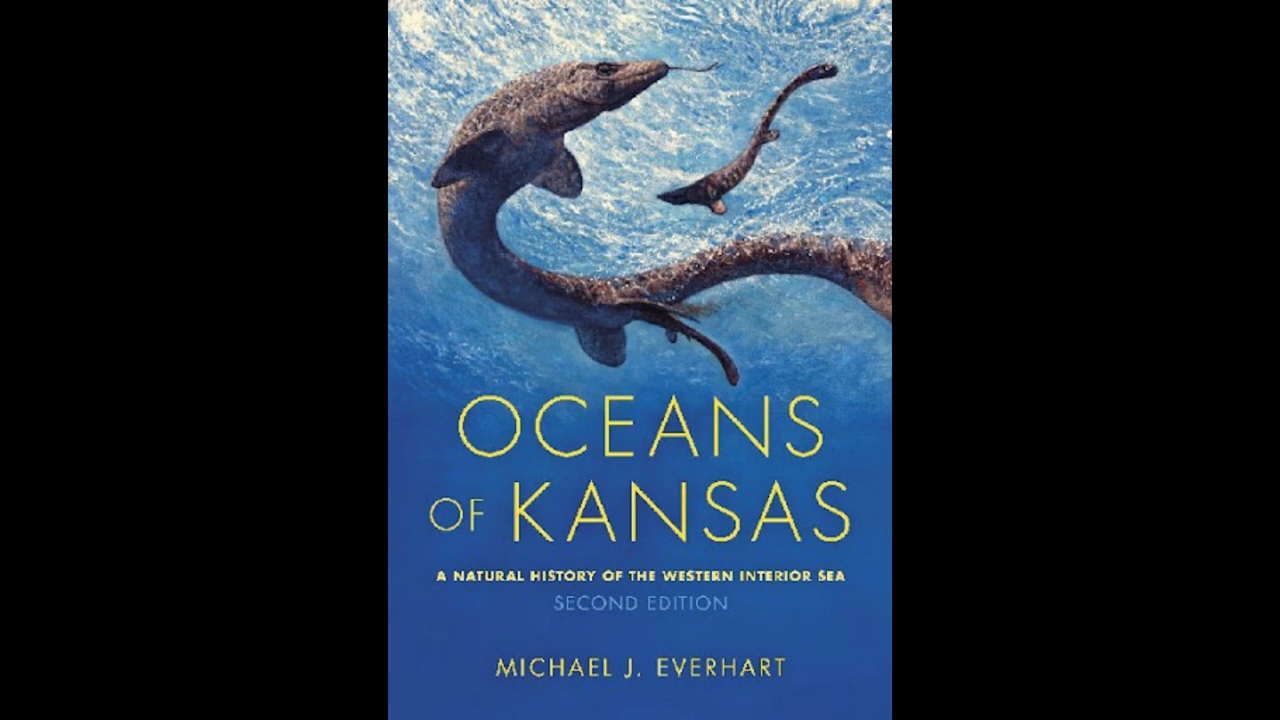 OCEANS
OF KANSAS
A NATURAL HISTORY OF THE WESTERN INTERIOR SEA
SECOND EDITION
MICHAEL J. EVERHART